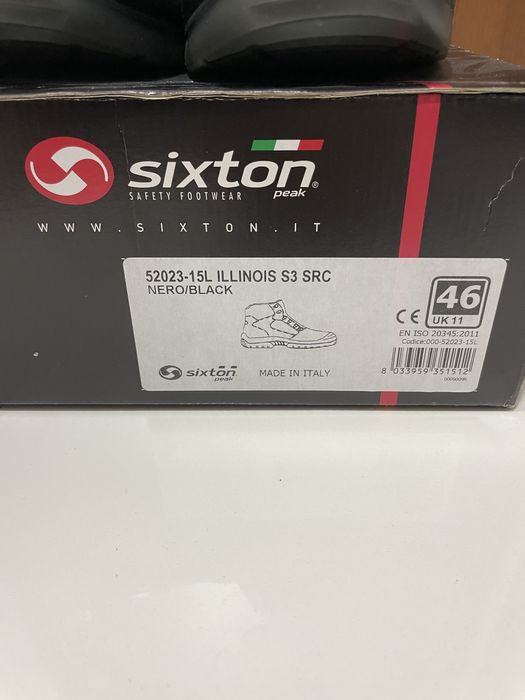 sixton
peak®
SAFETY FOOTWEAR
WWW.SIXTON.IT
52023-15L ILLINOIS S3 SRC
NERO/BLACK
46
UK 11
CE
EN ISO 20345:2011
Codice:000-52023-15L
sixton
peak
MADE IN ITALY
8 033959 351512